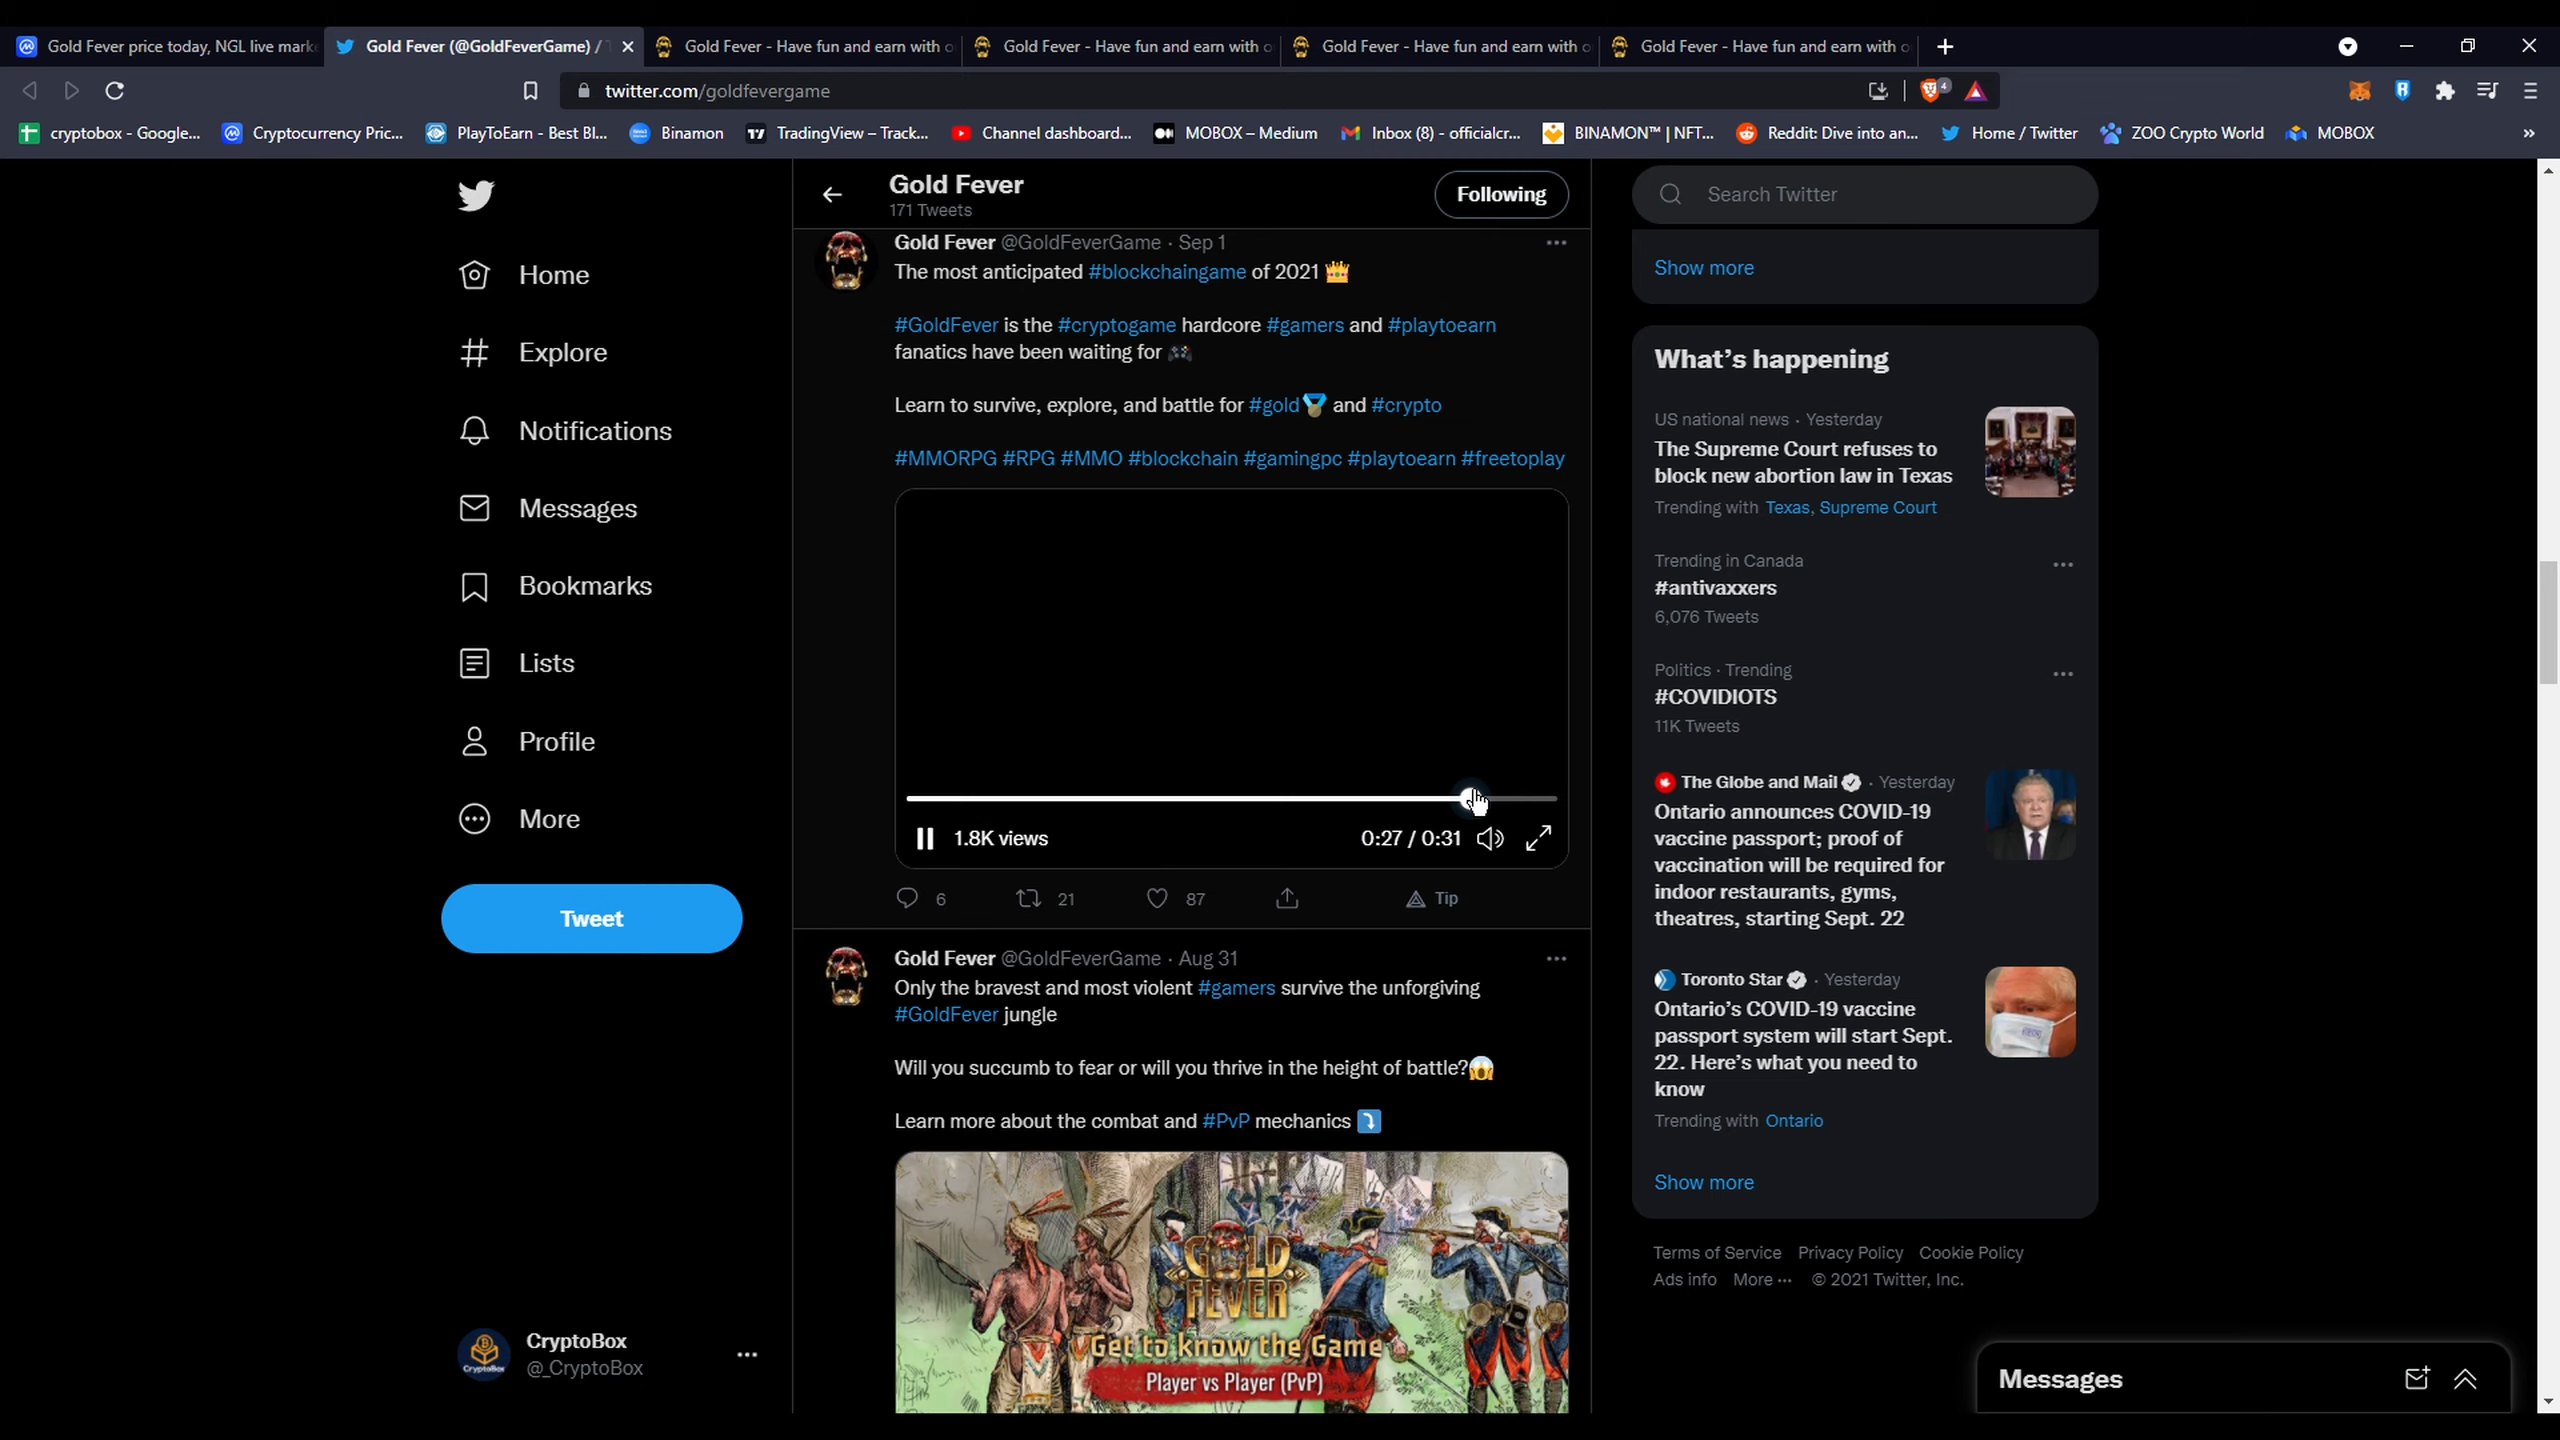 Gold Fever price today, NGL live mark
Gold Fever (@GoldFeverGame) / T
Gold Fever - Have fun and earn with o
Gold Fever - Have fun and earn with o
Gold Fever - Have fun and earn with o
Gold Fever - Have fun and earn with o
twitter.com/goldfevergame
4
cryptobox - Google...
Cryptocurrency Pric...
PlayToEarn - Best Bl...
Binamon
TradingView – Track...
Channel dashboard...
MOBOX – Medium
Inbox (8) - officialcr...
BINAMON™ | NFT...
Reddit: Dive into an...
Home / Twitter
ZOO Crypto World
MOBOX
Home
Explore
Notifications
Messages
Bookmarks
Lists
Profile
More
Tweet
CryptoBox
@_CryptoBox
Gold Fever
171 Tweets
Following
Gold Fever @GoldFeverGame · Sep 1
The most anticipated #blockchaingame of 2021 👑
#GoldFever is the #cryptogame hardcore #gamers and #playtoearn
fanatics have been waiting for 🎮
Learn to survive, explore, and battle for #gold🏅 and #crypto
#MMORPG #RPG #MMO #blockchain #gamingpc #playtoearn #freetoplay
1.8K views
0:27 / 0:31
6
21
87
Tip
Gold Fever @GoldFeverGame · Aug 31
Only the bravest and most violent #gamers survive the unforgiving
#GoldFever jungle
Will you succumb to fear or will you thrive in the height of battle?😱
Learn more about the combat and #PvP mechanics ⤵️
GOLD
FEVER
Get to know the Game
Player vs Player (PvP)
Search Twitter
Show more
What's happening
US national news · Yesterday
The Supreme Court refuses to
block new abortion law in Texas
Trending with Texas, Supreme Court
Trending in Canada
#antivaxxers
6,076 Tweets
Politics · Trending
#COVIDIOTS
11K Tweets
The Globe and Mail · Yesterday
Ontario announces COVID-19
vaccine passport; proof of
vaccination will be required for
indoor restaurants, gyms,
theatres, starting Sept. 22
Toronto Star · Yesterday
Ontario's COVID-19 vaccine
passport system will start Sept.
22. Here's what you need to
know
Trending with Ontario
Show more
Terms of Service Privacy Policy Cookie Policy
Ads info More ··· © 2021 Twitter, Inc.
Messages